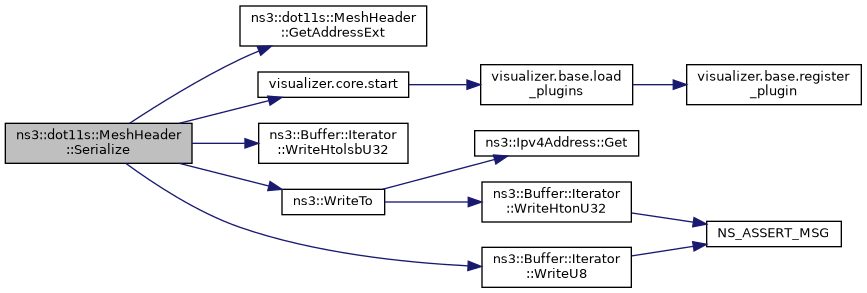 ns3::dot11s::MeshHeader
::GetAddressExt
visualizer.core.start
visualizer.base.load
_plugins
visualizer.base.register
_plugin
ns3::dot11s::MeshHeader
::Serialize
ns3::Buffer::Iterator
::WriteHtolsbU32
ns3::Ipv4Address::Get
ns3::WriteTo
ns3::Buffer::Iterator
::WriteHtonU32
NS_ASSERT_MSG
ns3::Buffer::Iterator
::WriteU8